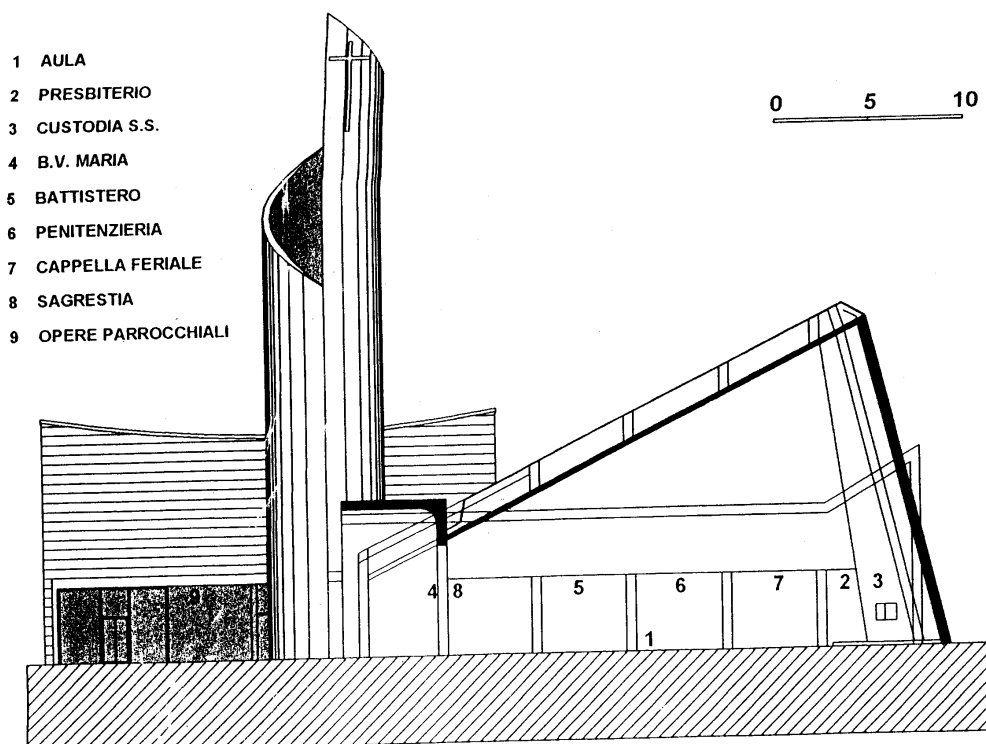 1 AULA
2 PRESBITERIO
3 CUSTODIA S.S.
4 B.V. MARIA
5 BATTISTERO
6 PENITENZIERIA
7 CAPPELLA FERIALE
8 SAGRESTIA
9 OPERE PARROCCHIALI
0 5 10
9
4 8 5 6 7 2 3
1